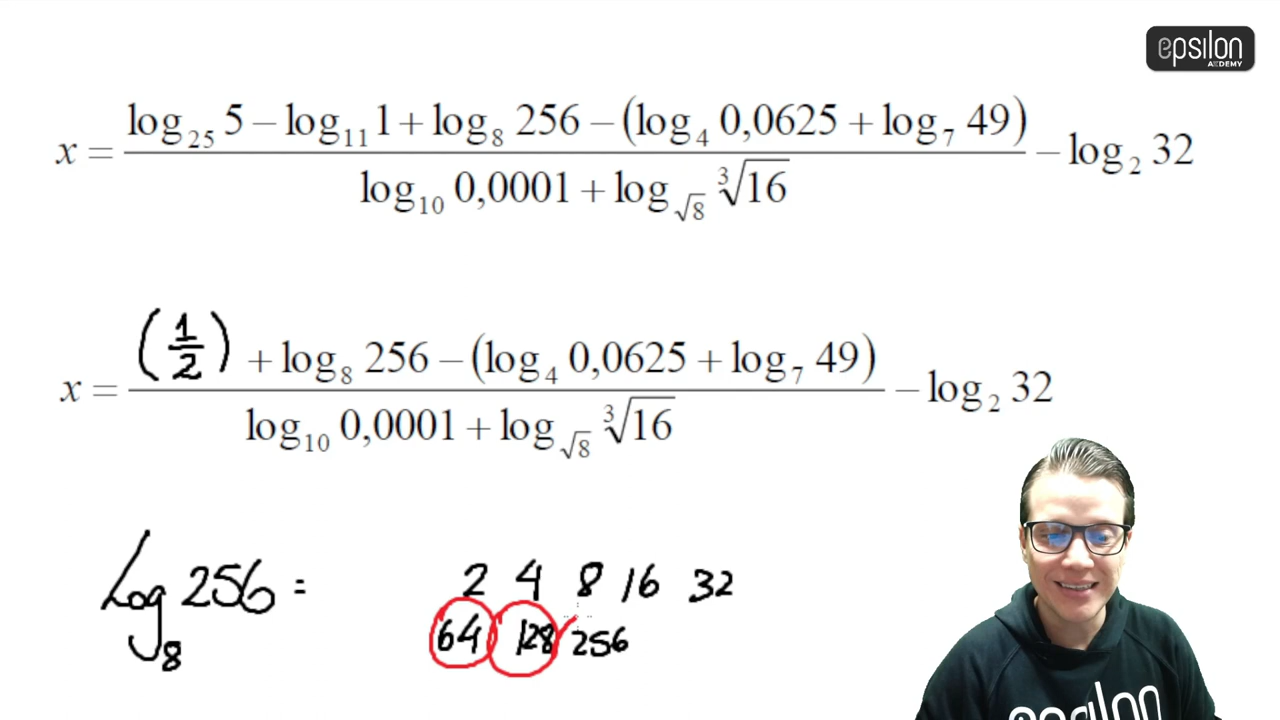 epsilon
ACADEMY
x = (log₂₅ 5 − log₁₁ 1 + log₈ 256 − (log₄ 0,0625 + log₇ 49)) / (log₁₀ 0,0001 + log_√8 ∛16) − log₂ 32
x = ((1/2) + log₈ 256 − (log₄ 0,0625 + log₇ 49)) / (log₁₀ 0,0001 + log_√8 ∛16) − log₂ 32
Log₈ 256 = 2 4 8 16 32
64 128 256
epsilon